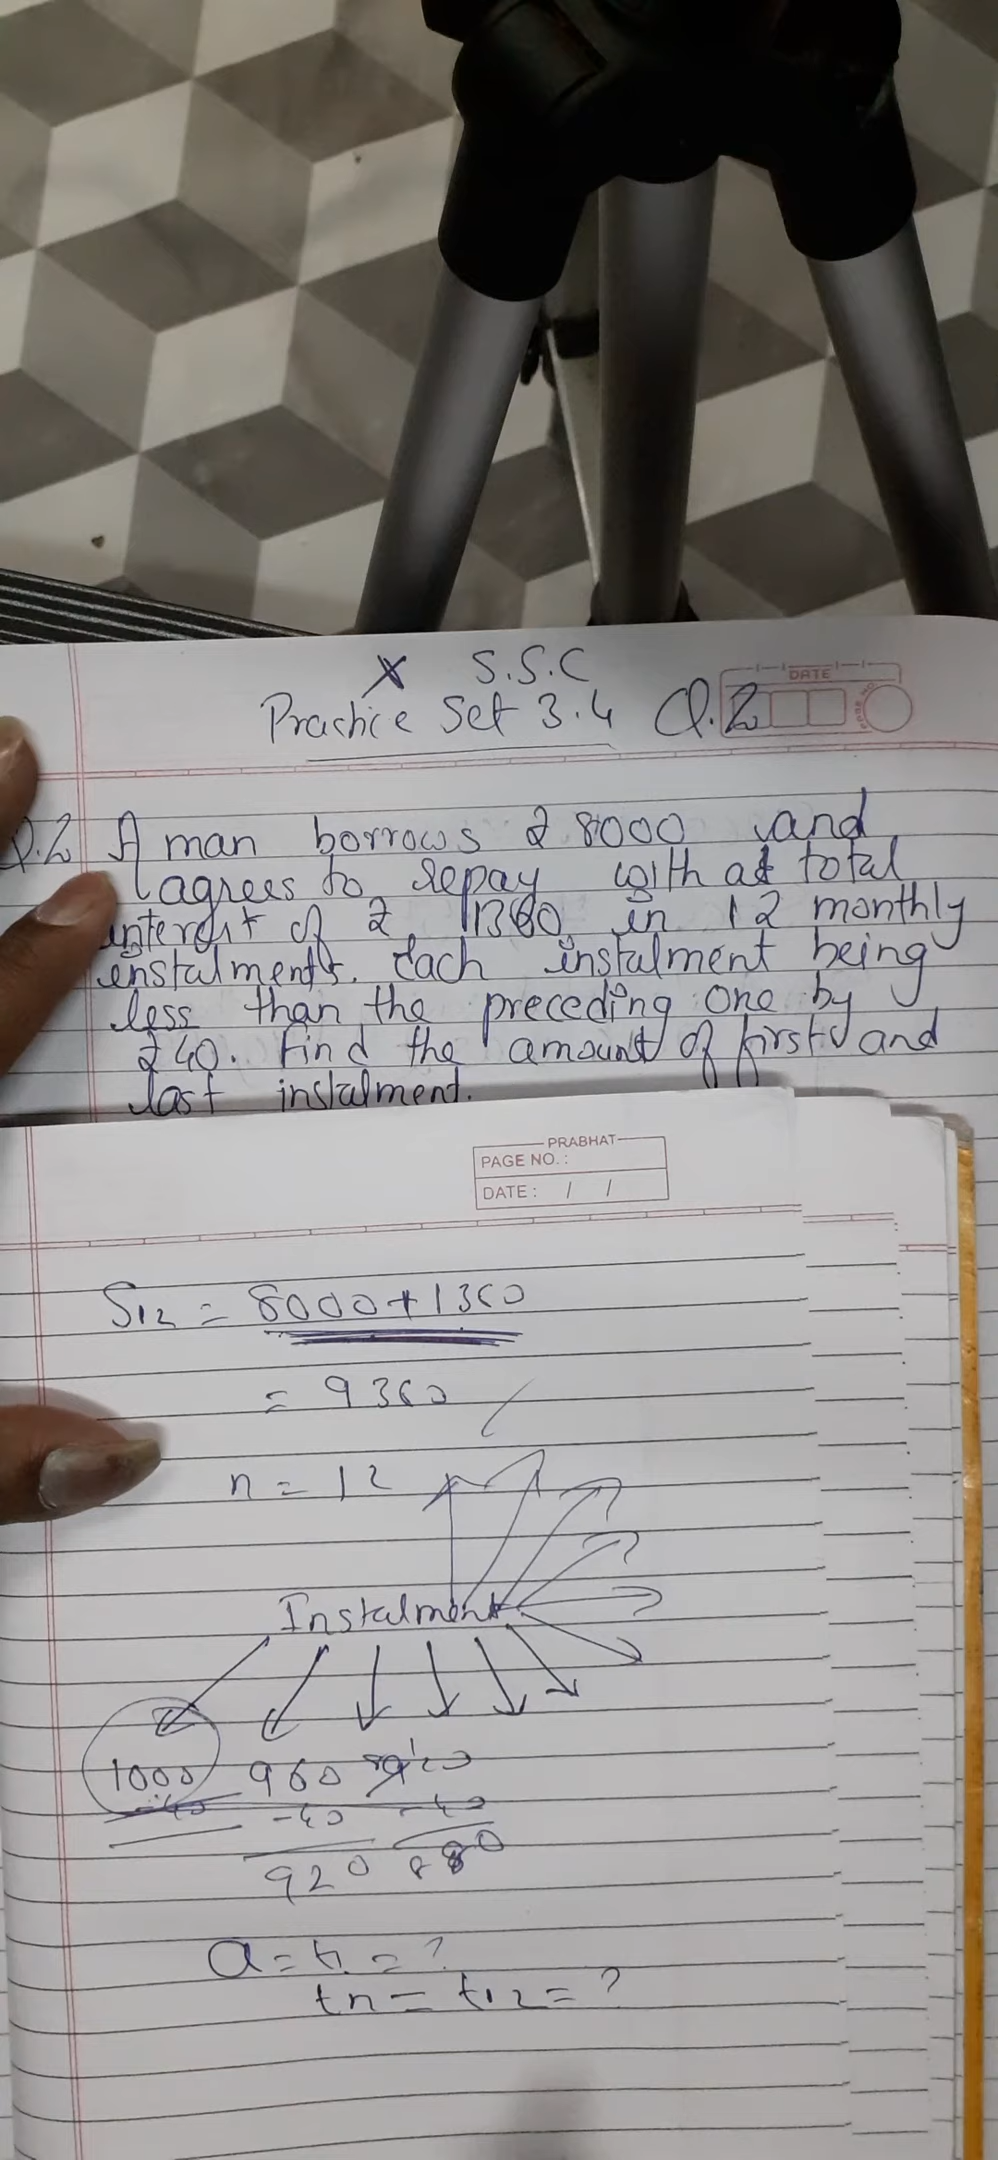 X S.S.C
DATE
Practice Set 3.4 Q.2
Q.2 A man borrows ₹ 8000 and
agrees to repay with a total
interest of ₹ 1360 in 12 monthly
instalments. Each instalment being
less than the preceding one by
₹ 40. Find the amount of first and
last instalment.
PRABHAT
PAGE NO.:
DATE: / /
S12 = 8000 + 1360
= 9360
n = 12
Instalment
1000 960 920
-40 -40 -40
920 880
a = t1 = ?
tn = t12 = ?